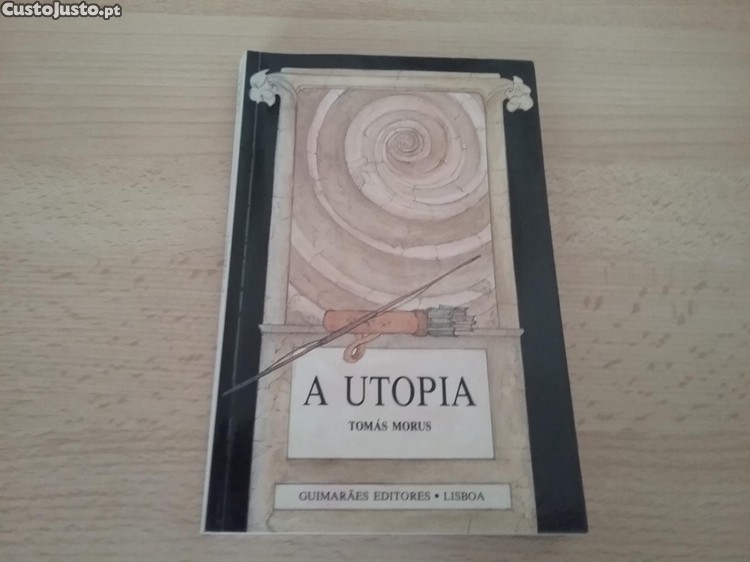 CustoJusto.pt
A UTOPIA
TOMÁS MORUS
GUIMARÃES EDITORES • LISBOA